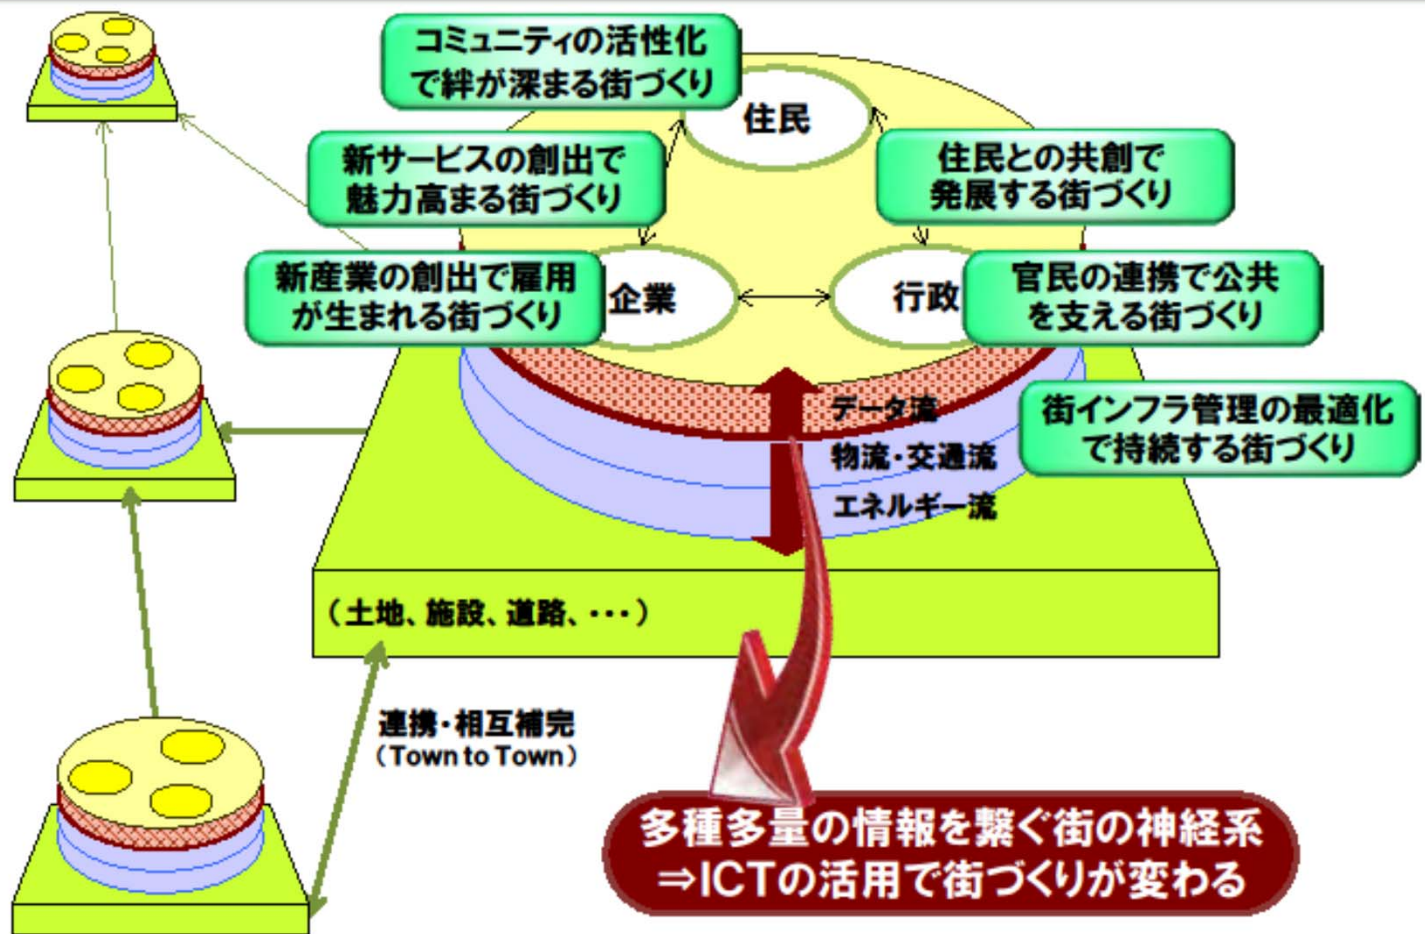 コミュニティの活性化
で絆が深まる街づくり
住民
新サービスの創出で
魅力高まる街づくり
住民との共創で
発展する街づくり
新産業の創出で雇用
が生まれる街づくり
企業
行政
官民の連携で公共
を支える街づくり
データ流
物流・交通流
エネルギー流
街インフラ管理の最適化
で持続する街づくり
（土地、施設、道路、・・・）
連携・相互補完
（Town to Town）
多種多量の情報を繋ぐ街の神経系
⇒ICTの活用で街づくりが変わる